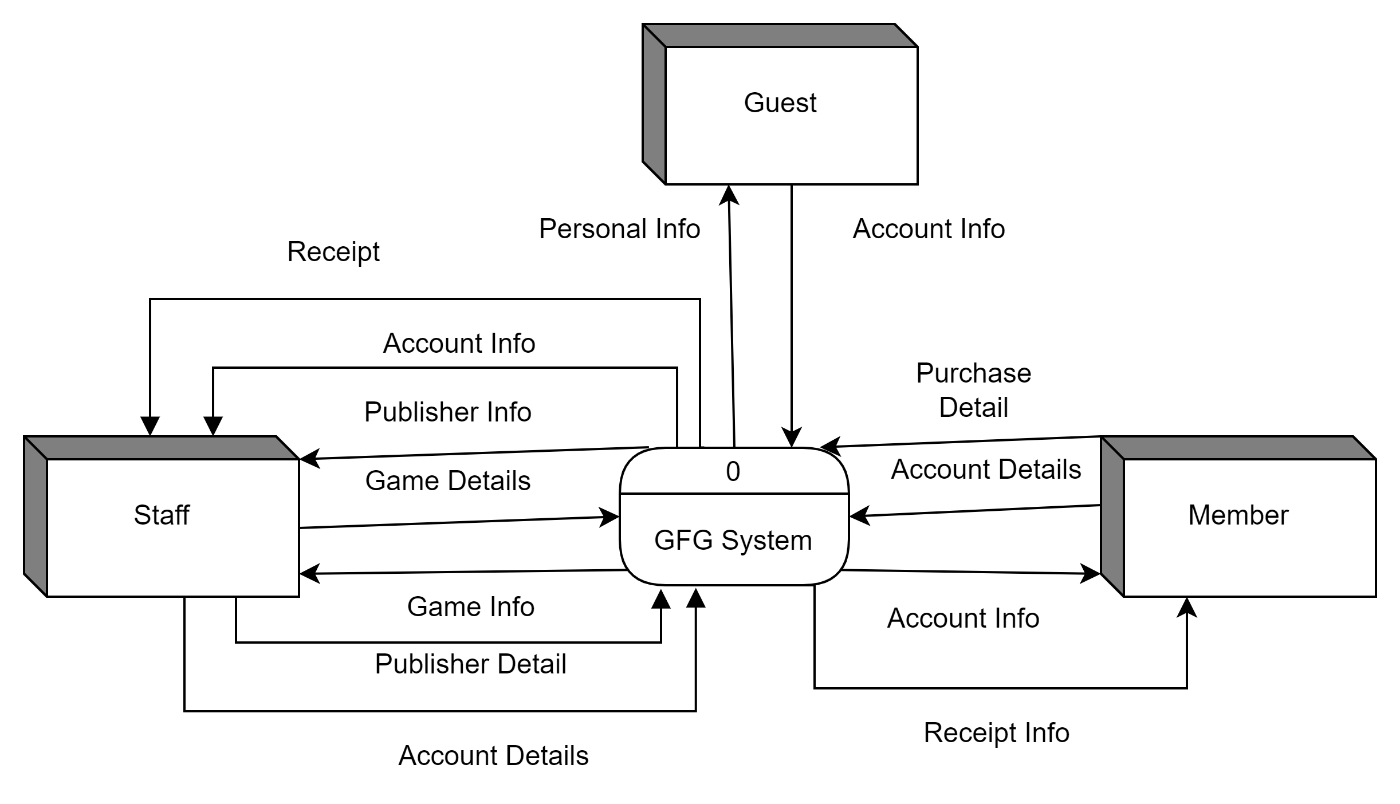 Guest
Personal Info
Account Info
Receipt
Account Info
Purchase
Detail
Publisher Info
Account Details
0
Game Details
Staff
GFG System
Member
Game Info
Account Info
Publisher Detail
Receipt Info
Account Details